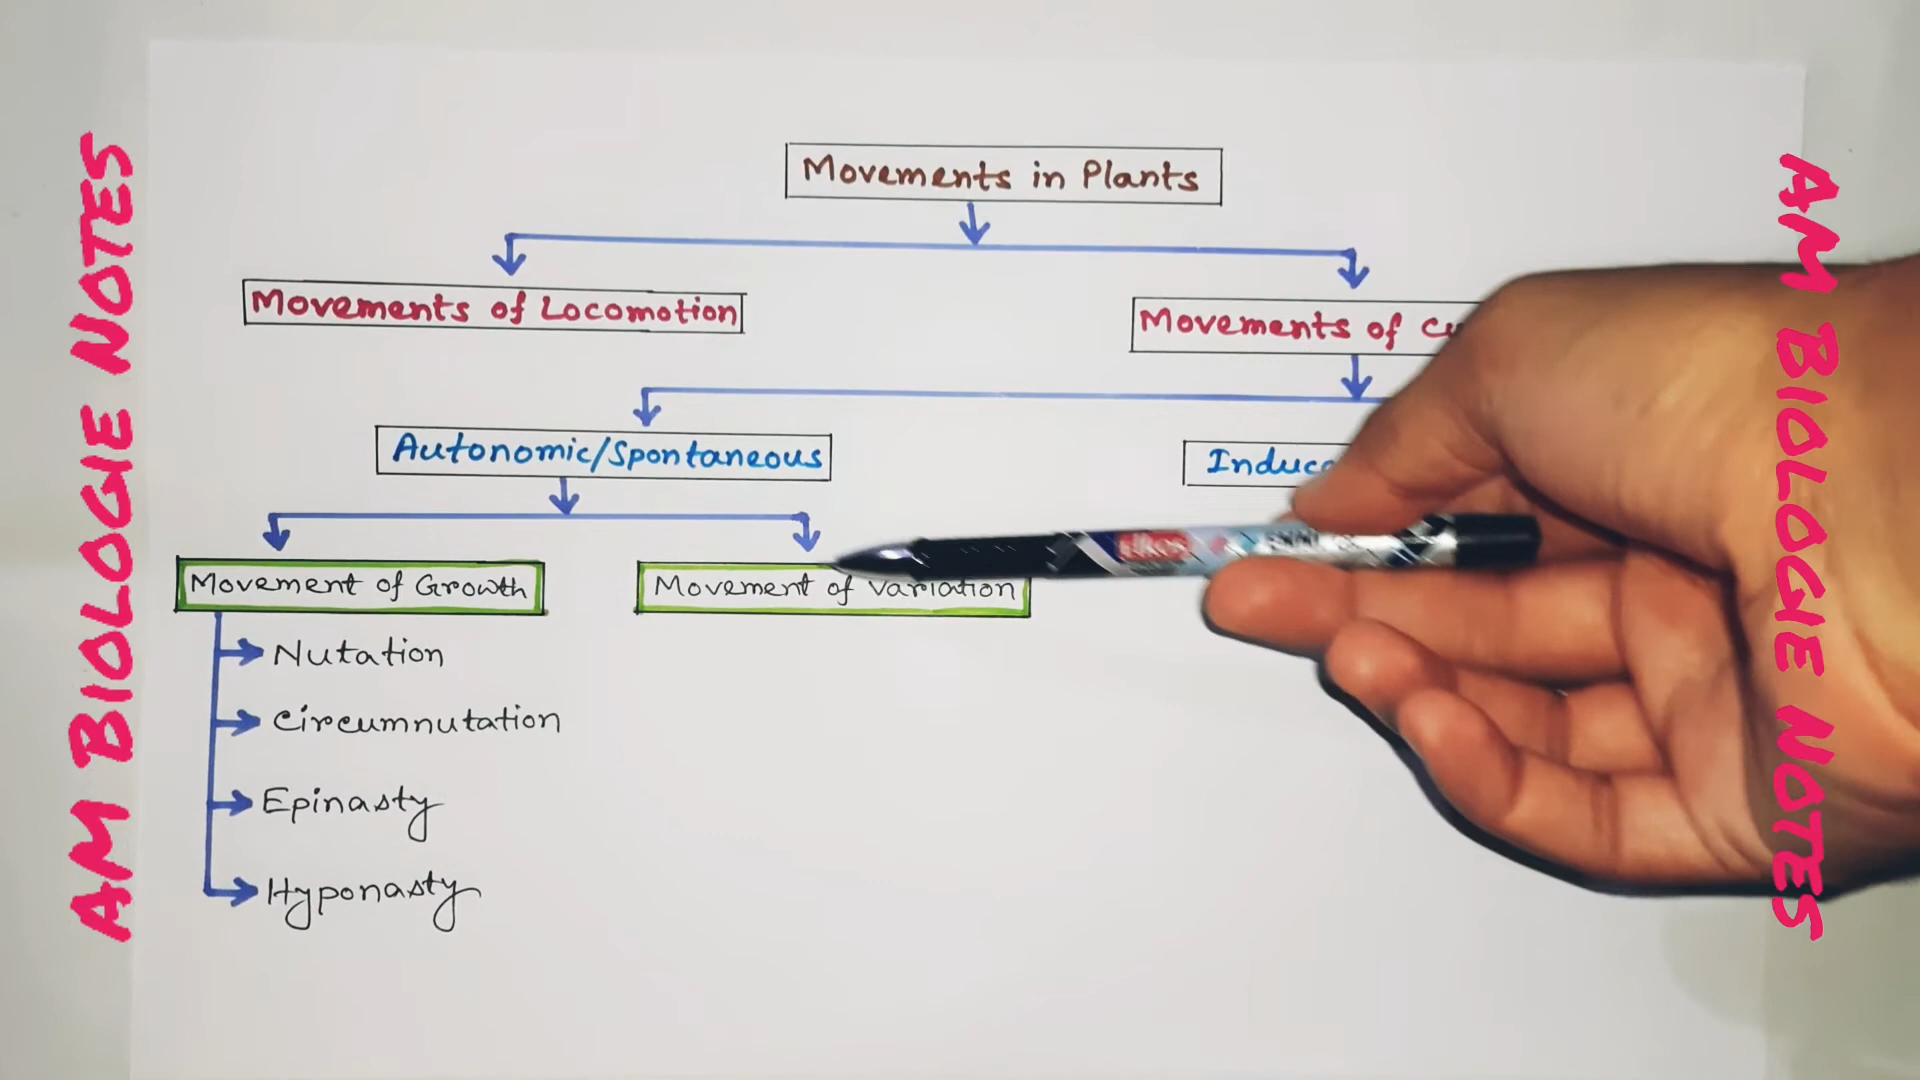 Movements in Plants
Movements of Locomotion
Movements of
Autonomic/Spontaneous
Movement of Growth
Movement of Variation
Nutation
Circumnutation
Epinasty
Hyponasty
AM BIOLOGIE NOTES
AM BIOLOGIE NOTES